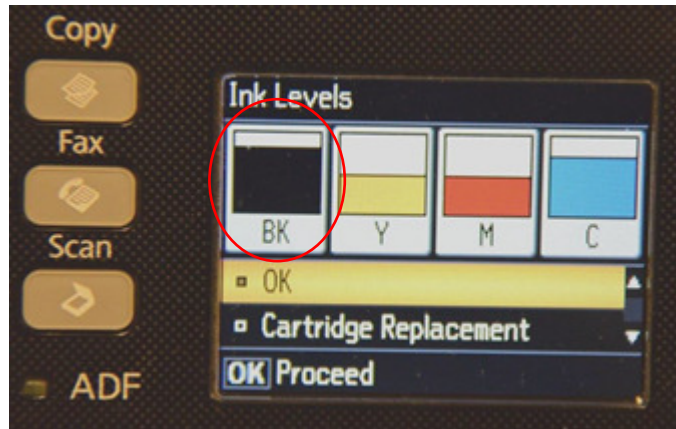 Copy
Fax
Scan
ADF
Ink Levels
BK Y M C
OK
Cartridge Replacement
OK Proceed